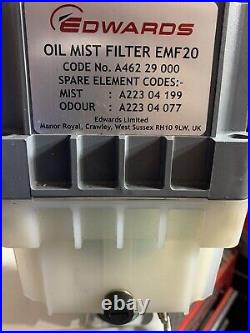 EDWARDS
OIL MIST FILTER EMF20
CODE No. A462 29 000
SPARE ELEMENT CODES:-
MIST : A223 04 199
ODOUR : A223 04 077
Edwards Limited
Manor Royal, Crawley, West Sussex RH10 9LW. UK